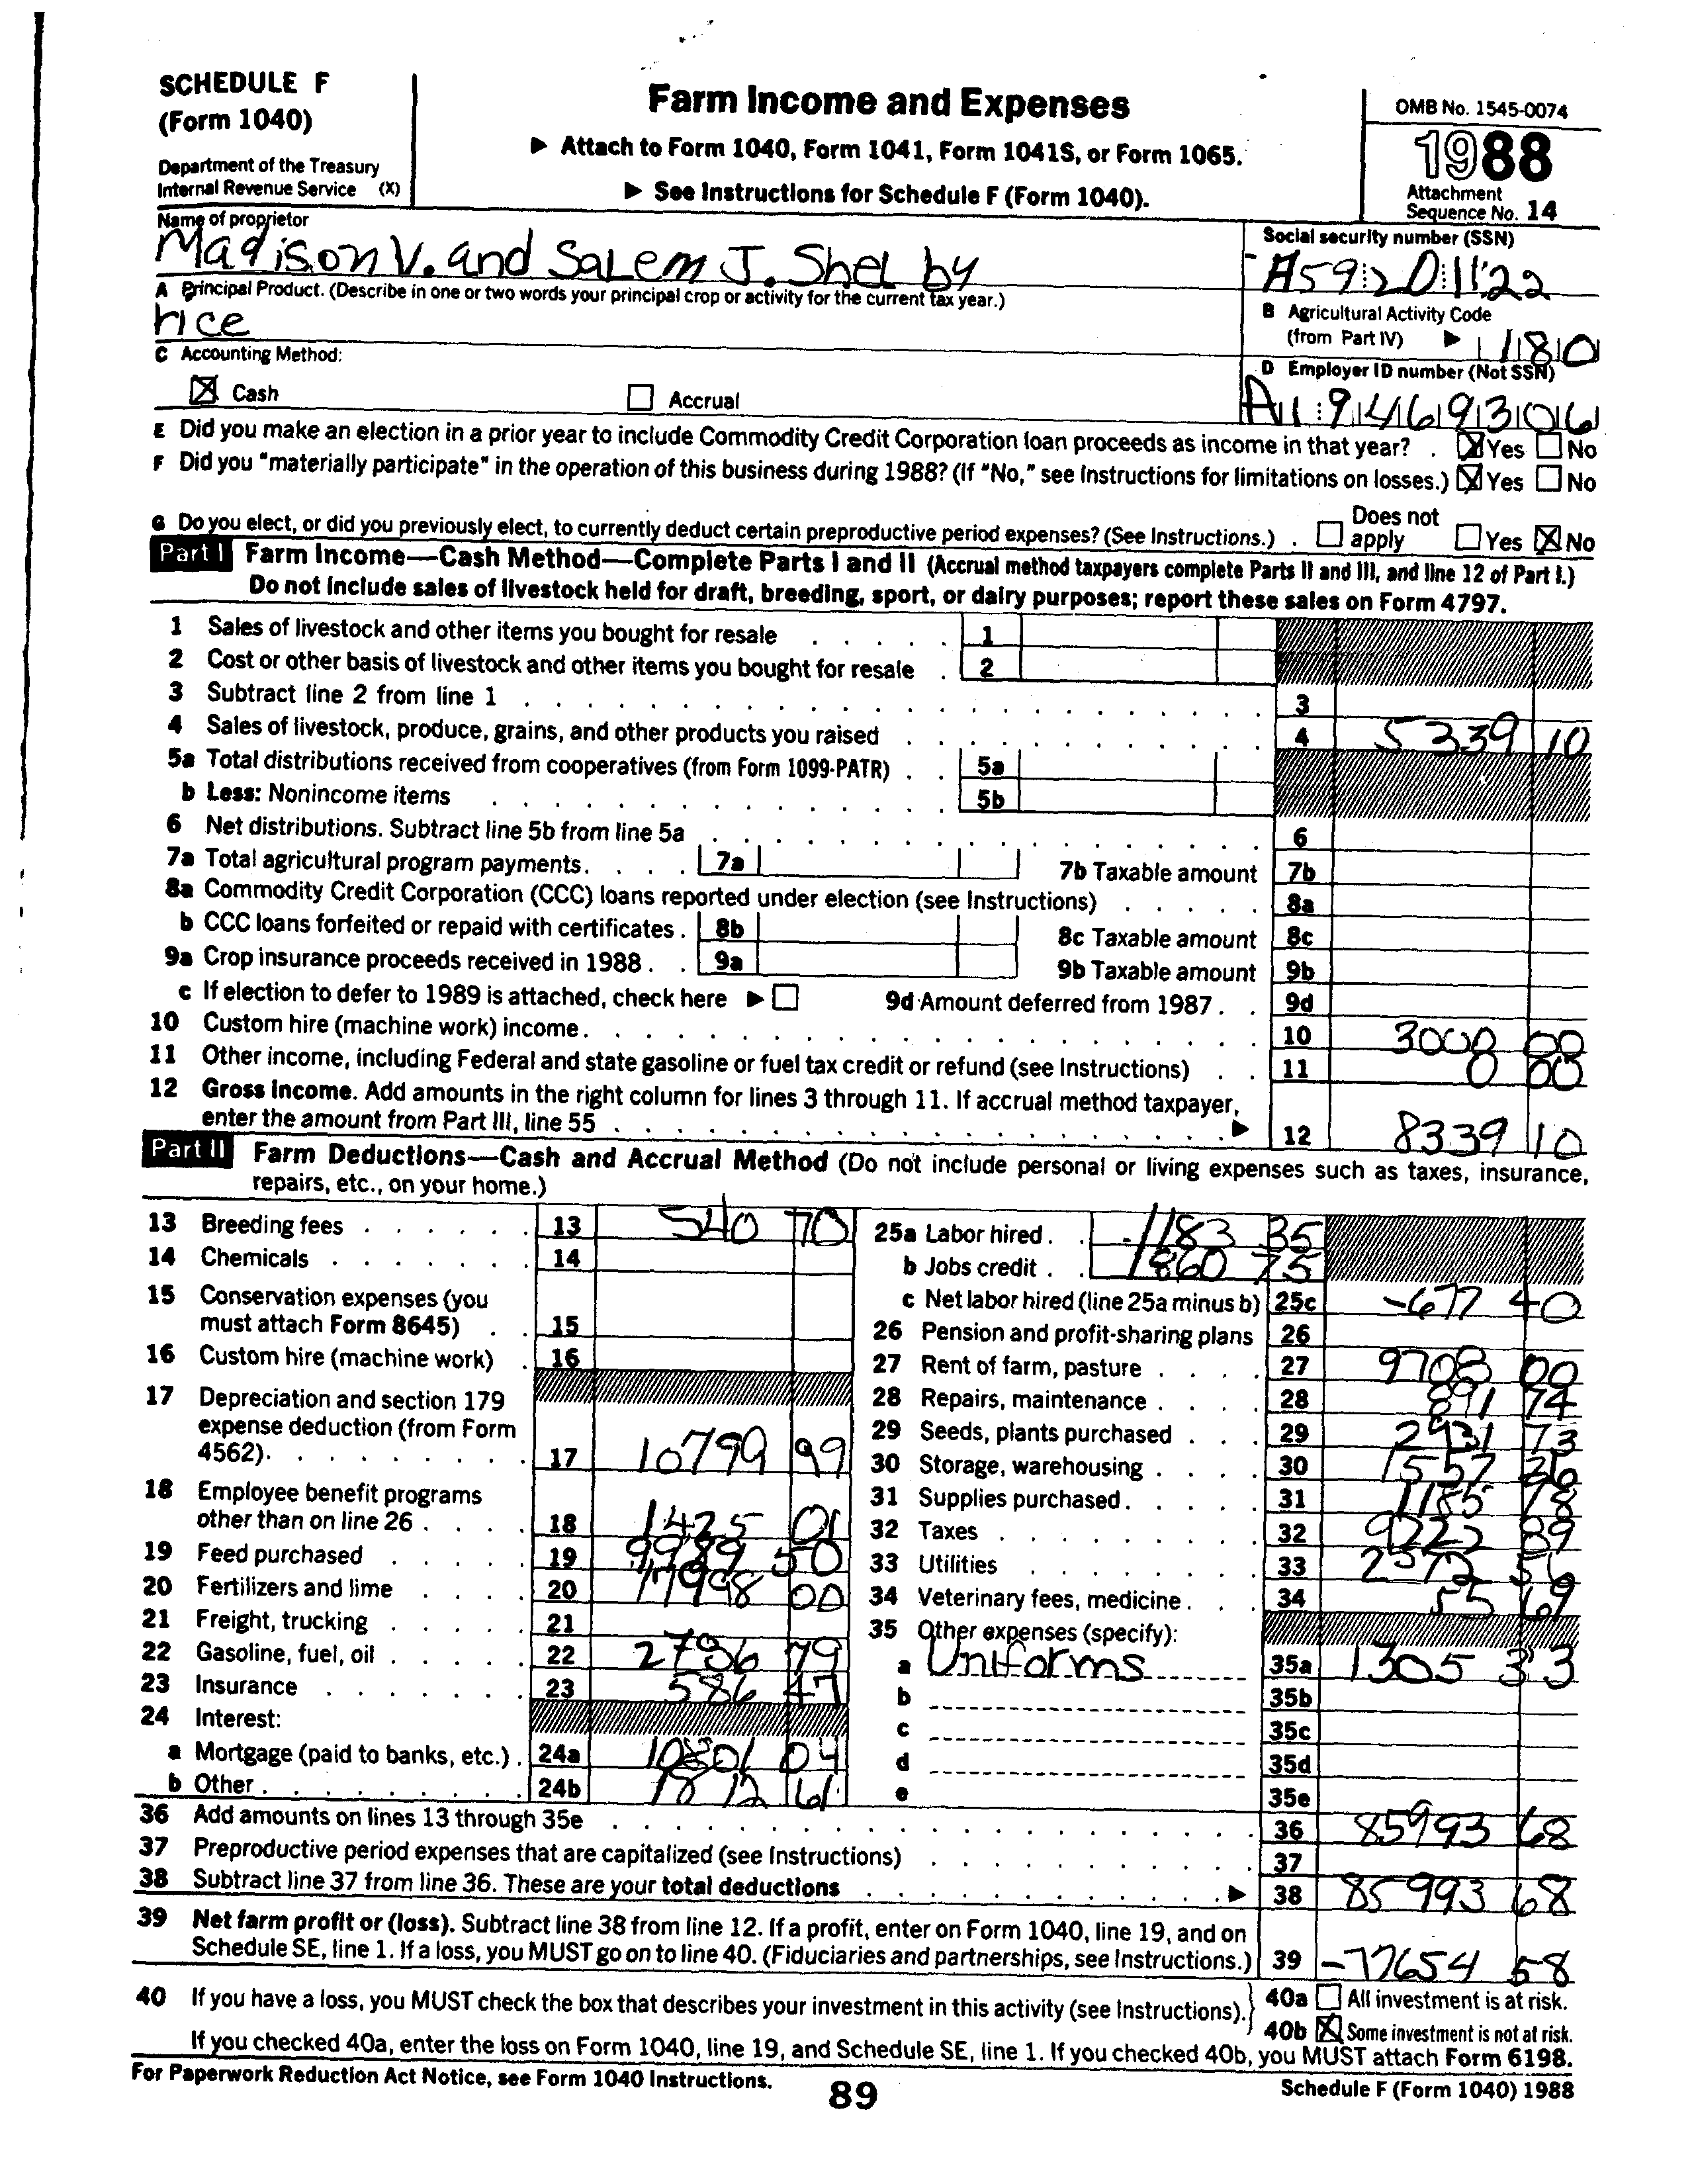 SCHEDULE F
(Form 1040)
Department of the Treasury
Internal Revenue Service (X)
Farm Income and Expenses
▶ Attach to Form 1040, Form 1041, Form 1041S, or Form 1065.
▶ See Instructions for Schedule F (Form 1040).
OMB No. 1545-0074
1988
Attachment
Sequence No. 14
Name of proprietor
Madison V. and Salem J. Shelby
Social security number (SSN)
A59:20:1122
A Principal Product. (Describe in one or two words your principal crop or activity for the current tax year.)
rice
B Agricultural Activity Code
(from Part IV) ▶ 180
C Accounting Method:
☒ Cash ☐ Accrual
D Employer ID number (Not SSN)
A1:9469306
E Did you make an election in a prior year to include Commodity Credit Corporation loan proceeds as income in that year? . ☒ Yes ☐ No
F Did you "materially participate" in the operation of this business during 1988? (If "No," see Instructions for limitations on losses.) ☒ Yes ☐ No
G Do you elect, or did you previously elect, to currently deduct certain preproductive period expenses? (See Instructions.) . ☐ Does not apply ☐ Yes ☒ No
Part I Farm Income—Cash Method—Complete Parts I and II (Accrual method taxpayers complete Parts II and III, and line 12 of Part I.)
Do not include sales of livestock held for draft, breeding, sport, or dairy purposes; report these sales on Form 4797.
1 Sales of livestock and other items you bought for resale 1
2 Cost or other basis of livestock and other items you bought for resale 2
3 Subtract line 2 from line 1 3
4 Sales of livestock, produce, grains, and other products you raised 4 5339 10
5a Total distributions received from cooperatives (from Form 1099-PATR) 5a
b Less: Nonincome items 5b
6 Net distributions. Subtract line 5b from line 5a 6
7a Total agricultural program payments. 7a 7b Taxable amount 7b
8a Commodity Credit Corporation (CCC) loans reported under election (see Instructions) 8a
b CCC loans forfeited or repaid with certificates . 8b 8c Taxable amount 8c
9a Crop insurance proceeds received in 1988 . 9a 9b Taxable amount 9b
c If election to defer to 1989 is attached, check here ▶ ☐ 9d Amount deferred from 1987 . . 9d
10 Custom hire (machine work) income. 10 3000 00
11 Other income, including Federal and state gasoline or fuel tax credit or refund (see Instructions) 11 0 00
12 Gross income. Add amounts in the right column for lines 3 through 11. If accrual method taxpayer,
enter the amount from Part III, line 55 ▶ 12 8339 10
Part II Farm Deductions—Cash and Accrual Method (Do not include personal or living expenses such as taxes, insurance,
repairs, etc., on your home.)
13 Breeding fees 13 540 70
14 Chemicals 14
15 Conservation expenses (you
must attach Form 8645) 15
16 Custom hire (machine work) 16
17 Depreciation and section 179
expense deduction (from Form
4562). 17 10799 99
18 Employee benefit programs
other than on line 26 . 18 1425 01
19 Feed purchased 19 9989 50
20 Fertilizers and lime 20 17998 00
21 Freight, trucking 21
22 Gasoline, fuel, oil 22 2736 79
23 Insurance 23 586 47
24 Interest:
a Mortgage (paid to banks, etc.) . 24a 10801 04
b Other . 24b 1812 61
25a Labor hired . 1183 35
b Jobs credit . 1860 75
c Net labor hired (line 25a minus b) 25c -677 40
26 Pension and profit-sharing plans 26
27 Rent of farm, pasture 27 9708 00
28 Repairs, maintenance 28 891 74
29 Seeds, plants purchased 29 2931 73
30 Storage, warehousing 30 1557 36
31 Supplies purchased. 31 1185 78
32 Taxes 32 9222 89
33 Utilities 33 2372 56
34 Veterinary fees, medicine 34 55 69
35 Other expenses (specify):
a Uniforms 35a 1305 33
b 35b
c 35c
d 35d
e 35e
36 Add amounts on lines 13 through 35e 36 85993 68
37 Preproductive period expenses that are capitalized (see Instructions) 37
38 Subtract line 37 from line 36. These are your total deductions ▶ 38 85993 68
39 Net farm profit or (loss). Subtract line 38 from line 12. If a profit, enter on Form 1040, line 19, and on
Schedule SE, line 1. If a loss, you MUST go on to line 40. (Fiduciaries and partnerships, see Instructions.) 39 -77654 58
40 If you have a loss, you MUST check the box that describes your investment in this activity (see Instructions).
40a ☐ All investment is at risk.
40b ☒ Some investment is not at risk.
If you checked 40a, enter the loss on Form 1040, line 19, and Schedule SE, line 1. If you checked 40b, you MUST attach Form 6198.
For Paperwork Reduction Act Notice, see Form 1040 Instructions.
89
Schedule F (Form 1040) 1988